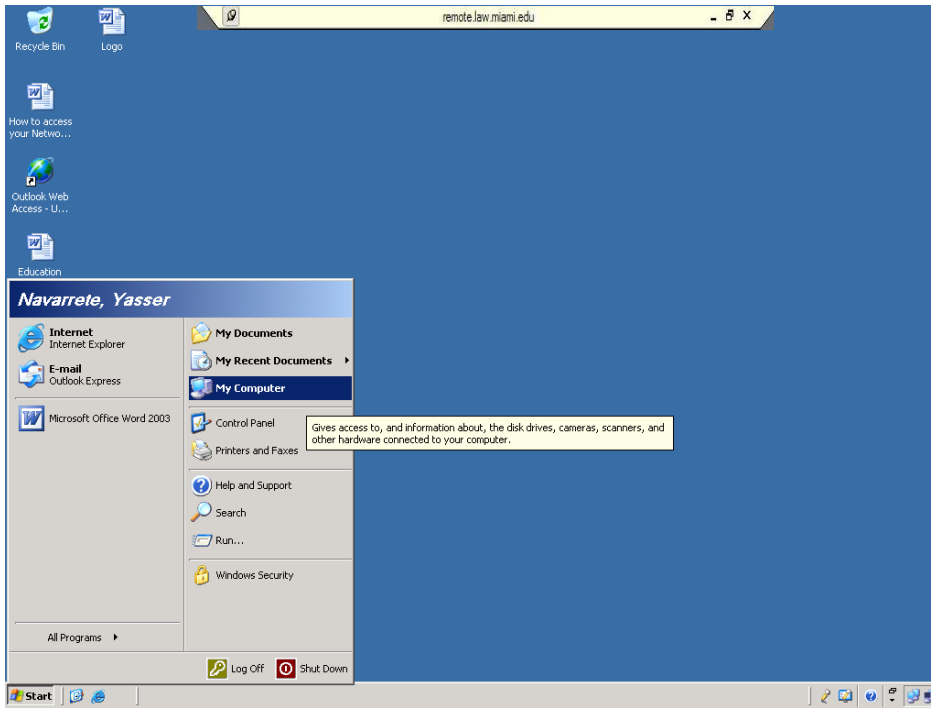 remote.law.miami.edu
Recycle Bin
Logo
How to access
your Netwo...
Outlook Web
Access - U...
Education
Navarrete, Yasser
Internet
Internet Explorer
E-mail
Outlook Express
Microsoft Office Word 2003
All Programs
My Documents
My Recent Documents
My Computer
Control Panel
Gives access to, and information about, the disk drives, cameras, scanners, and
other hardware connected to your computer.
Printers and Faxes
Help and Support
Search
Run...
Windows Security
Log Off
Shut Down
Start